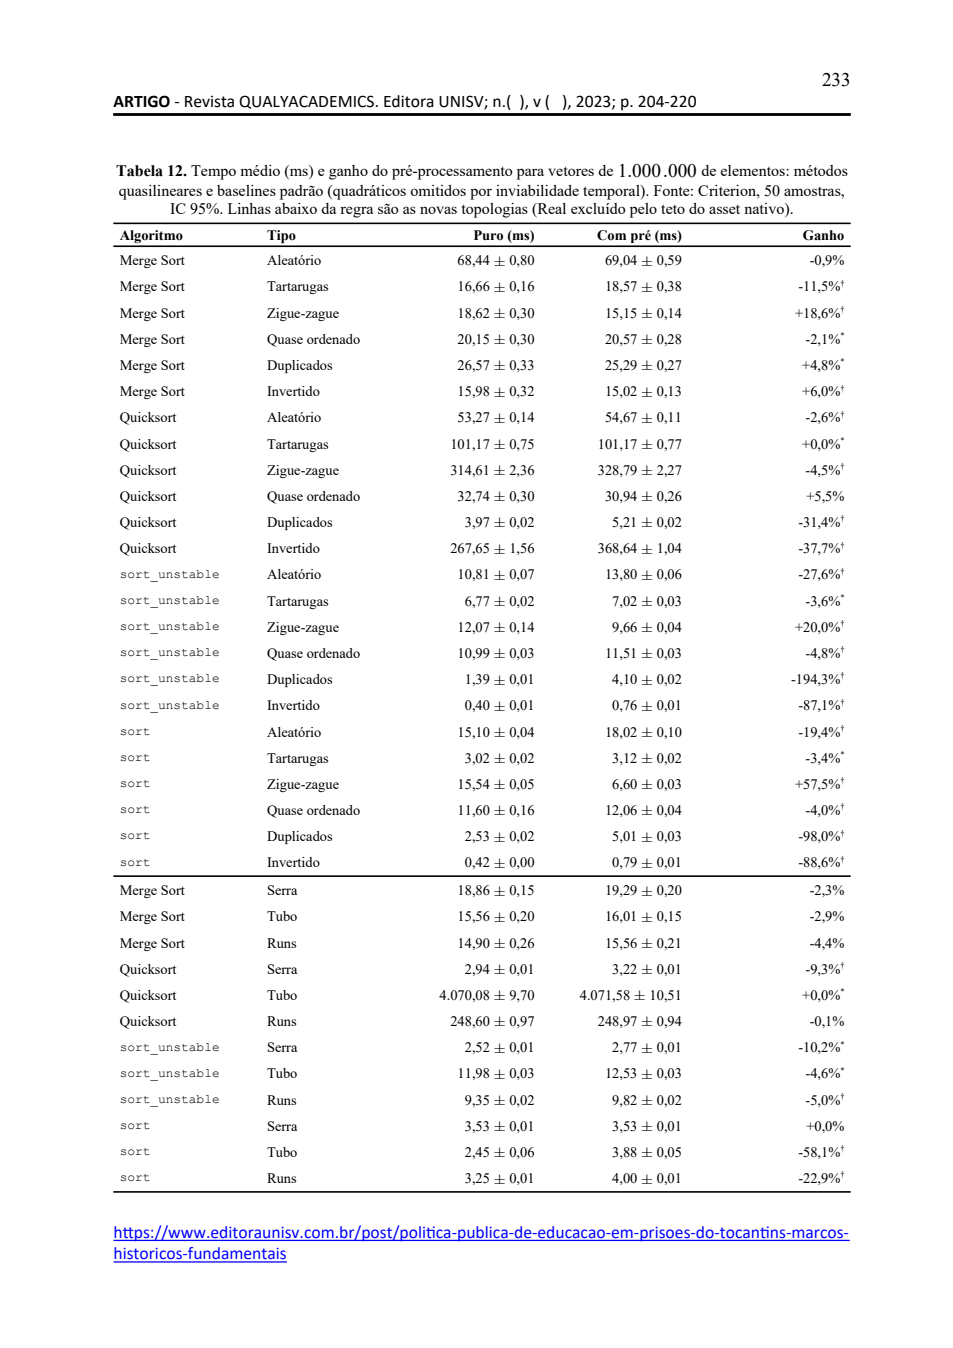 233
ARTIGO - Revista QUALYACADEMICS. Editora UNISV; n.( ), v ( ), 2023; p. 204-220
Tabela 12. Tempo médio (ms) e ganho do pré-processamento para vetores de 1.000.000 de elementos: métodos
quasilineares e baselines padrão (quadráticos omitidos por inviabilidade temporal). Fonte: Criterion, 50 amostras,
IC 95%. Linhas abaixo da regra são as novas topologias (Real excluído pelo teto do asset nativo).
Algoritmo Tipo Puro (ms) Com pré (ms) Ganho
Merge Sort Aleatório 68,44 ± 0,80 69,04 ± 0,59 -0,9%
Merge Sort Tartarugas 16,66 ± 0,16 18,57 ± 0,38 -11,5%†
Merge Sort Zigue-zague 18,62 ± 0,30 15,15 ± 0,14 +18,6%†
Merge Sort Quase ordenado 20,15 ± 0,30 20,57 ± 0,28 -2,1%*
Merge Sort Duplicados 26,57 ± 0,33 25,29 ± 0,27 +4,8%*
Merge Sort Invertido 15,98 ± 0,32 15,02 ± 0,13 +6,0%†
Quicksort Aleatório 53,27 ± 0,14 54,67 ± 0,11 -2,6%†
Quicksort Tartarugas 101,17 ± 0,75 101,17 ± 0,77 +0,0%*
Quicksort Zigue-zague 314,61 ± 2,36 328,79 ± 2,27 -4,5%†
Quicksort Quase ordenado 32,74 ± 0,30 30,94 ± 0,26 +5,5%
Quicksort Duplicados 3,97 ± 0,02 5,21 ± 0,02 -31,4%†
Quicksort Invertido 267,65 ± 1,56 368,64 ± 1,04 -37,7%†
sort_unstable Aleatório 10,81 ± 0,07 13,80 ± 0,06 -27,6%†
sort_unstable Tartarugas 6,77 ± 0,02 7,02 ± 0,03 -3,6%*
sort_unstable Zigue-zague 12,07 ± 0,14 9,66 ± 0,04 +20,0%†
sort_unstable Quase ordenado 10,99 ± 0,03 11,51 ± 0,03 -4,8%†
sort_unstable Duplicados 1,39 ± 0,01 4,10 ± 0,02 -194,3%†
sort_unstable Invertido 0,40 ± 0,01 0,76 ± 0,01 -87,1%†
sort Aleatório 15,10 ± 0,04 18,02 ± 0,10 -19,4%†
sort Tartarugas 3,02 ± 0,02 3,12 ± 0,02 -3,4%*
sort Zigue-zague 15,54 ± 0,05 6,60 ± 0,03 +57,5%†
sort Quase ordenado 11,60 ± 0,16 12,06 ± 0,04 -4,0%†
sort Duplicados 2,53 ± 0,02 5,01 ± 0,03 -98,0%†
sort Invertido 0,42 ± 0,00 0,79 ± 0,01 -88,6%†
Merge Sort Serra 18,86 ± 0,15 19,29 ± 0,20 -2,3%
Merge Sort Tubo 15,56 ± 0,20 16,01 ± 0,15 -2,9%
Merge Sort Runs 14,90 ± 0,26 15,56 ± 0,21 -4,4%
Quicksort Serra 2,94 ± 0,01 3,22 ± 0,01 -9,3%†
Quicksort Tubo 4.070,08 ± 9,70 4.071,58 ± 10,51 +0,0%*
Quicksort Runs 248,60 ± 0,97 248,97 ± 0,94 -0,1%
sort_unstable Serra 2,52 ± 0,01 2,77 ± 0,01 -10,2%*
sort_unstable Tubo 11,98 ± 0,03 12,53 ± 0,03 -4,6%*
sort_unstable Runs 9,35 ± 0,02 9,82 ± 0,02 -5,0%†
sort Serra 3,53 ± 0,01 3,53 ± 0,01 +0,0%
sort Tubo 2,45 ± 0,06 3,88 ± 0,05 -58,1%†
sort Runs 3,25 ± 0,01 4,00 ± 0,01 -22,9%†
https://www.editoraunisv.com.br/post/politica-publica-de-educacao-em-prisoes-do-tocantins-marcos-
historicos-fundamentais